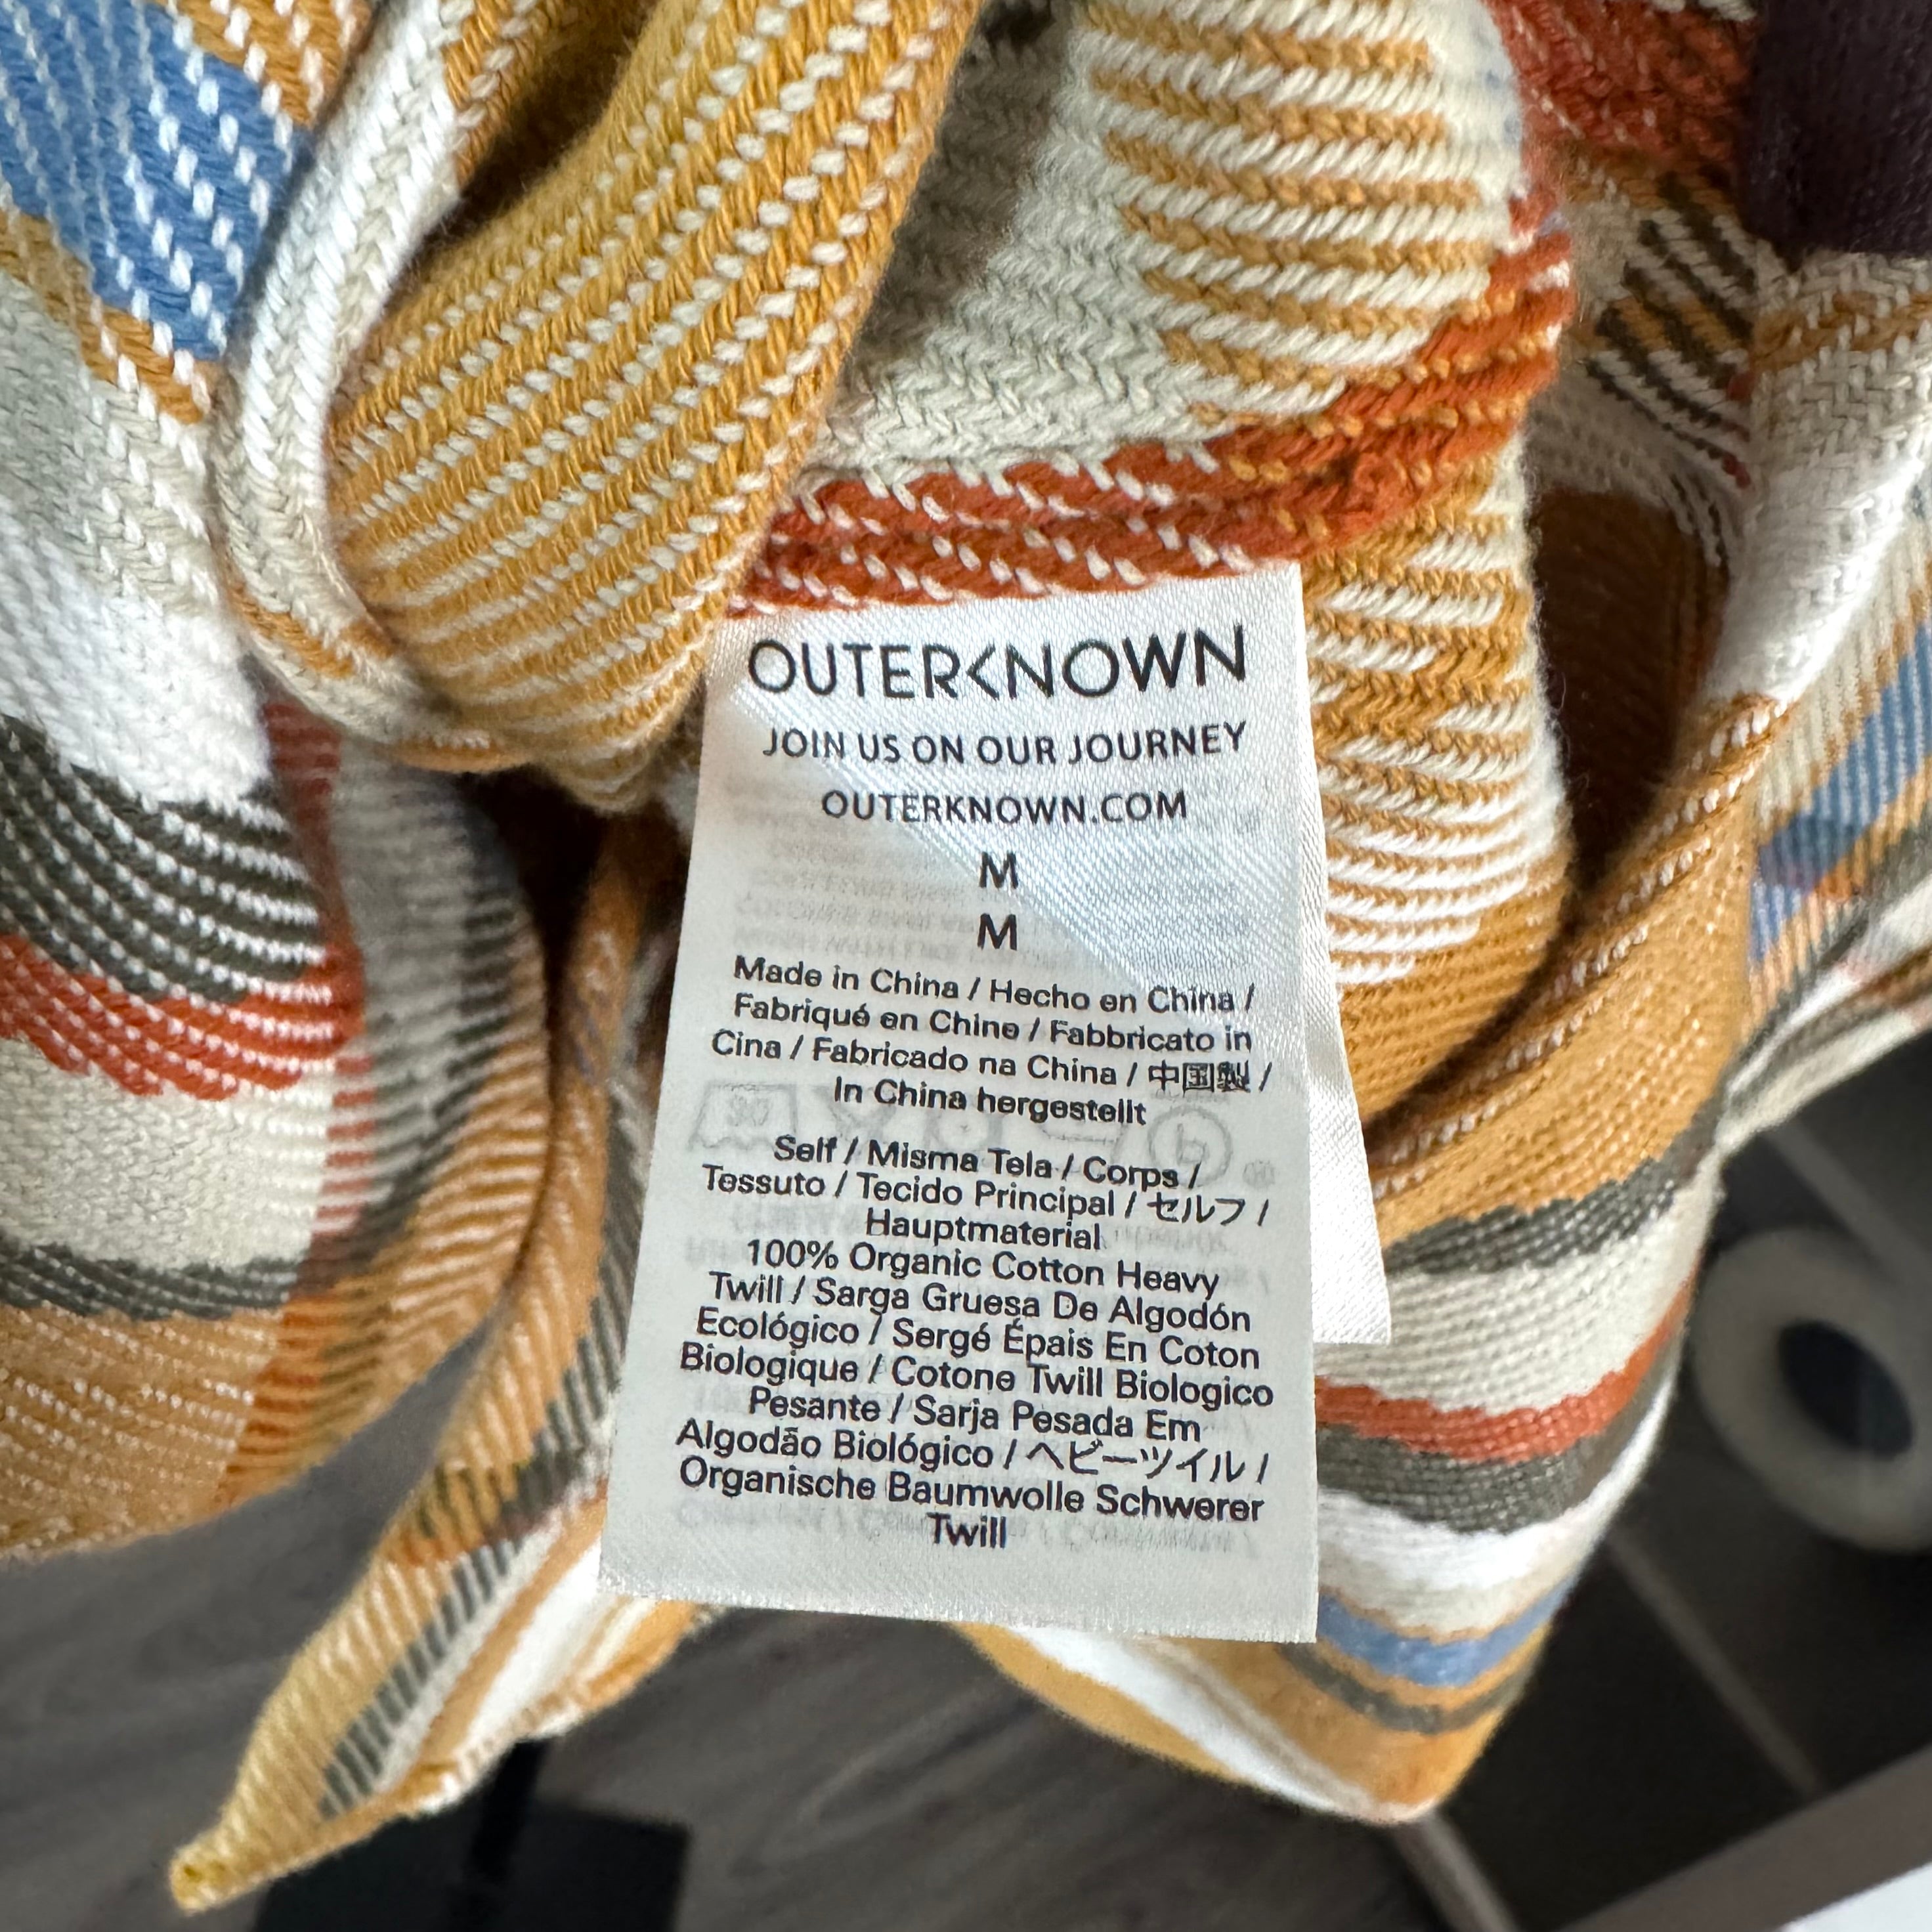 OUTERKNOWN
JOIN US ON OUR JOURNEY
OUTERKNOWN.COM
M
M
Made in China / Hecho en China /
Fabriqué en Chine / Fabbricato in
Cina / Fabricado na China / 中国製 /
In China hergestellt
Self / Misma Tela / Corps /
Tessuto / Tecido Principal / セルフ /
Hauptmaterial
100% Organic Cotton Heavy
Twill / Sarga Gruesa De Algodón
Ecológico / Sergé Épais En Coton
Biologique / Cotone Twill Biologico
Pesante / Sarja Pesada Em
Algodão Biológico / ヘビーツイル /
Organische Baumwolle Schwerer
Twill